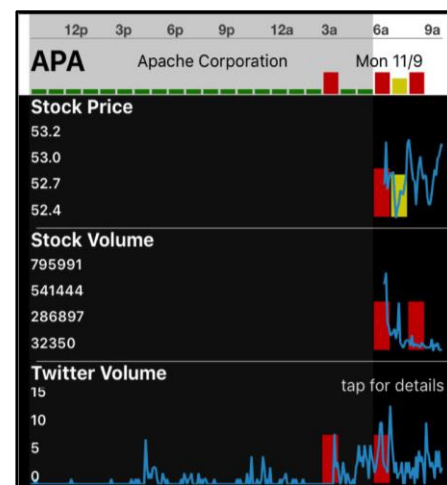 12p 3p 6p 9p 12a 3a 6a 9a
APA Apache Corporation Mon 11/9
Stock Price
53.2
53.0
52.7
52.4
Stock Volume
795991
541444
286897
32350
Twitter Volume
tap for details
15
10
5
0